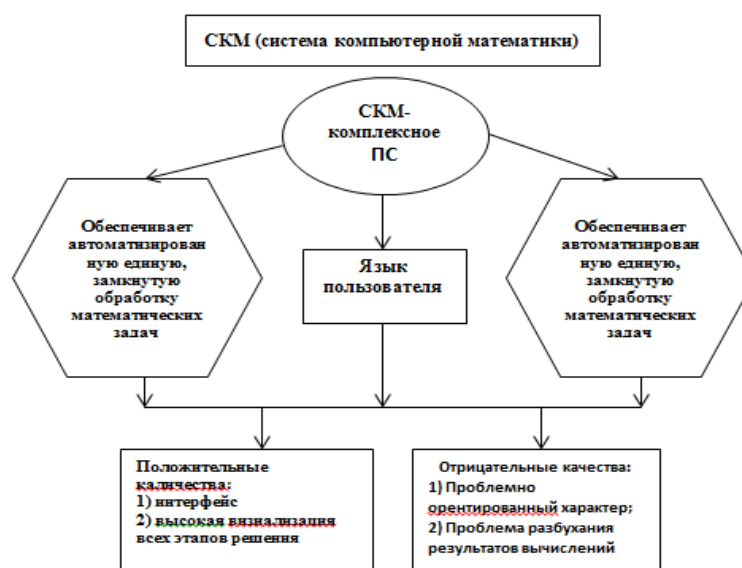 СКМ (система компьютерной математики)
СКМ-
комплексное
ПС
Обеспечивает
автоматизирован
ную единую,
замкнутую
обработку
математических
задач
Язык
пользователя
Обеспечивает
автоматизирован
ную единую,
замкнутую
обработку
математических
задач
Положительные
каличества:
1) интерфейс
2) высокая визнализация
всех этапов решения
Отрицательные качества:
1) Проблемно
орентированный характер;
2) Проблема разбухания
результатов вычислений